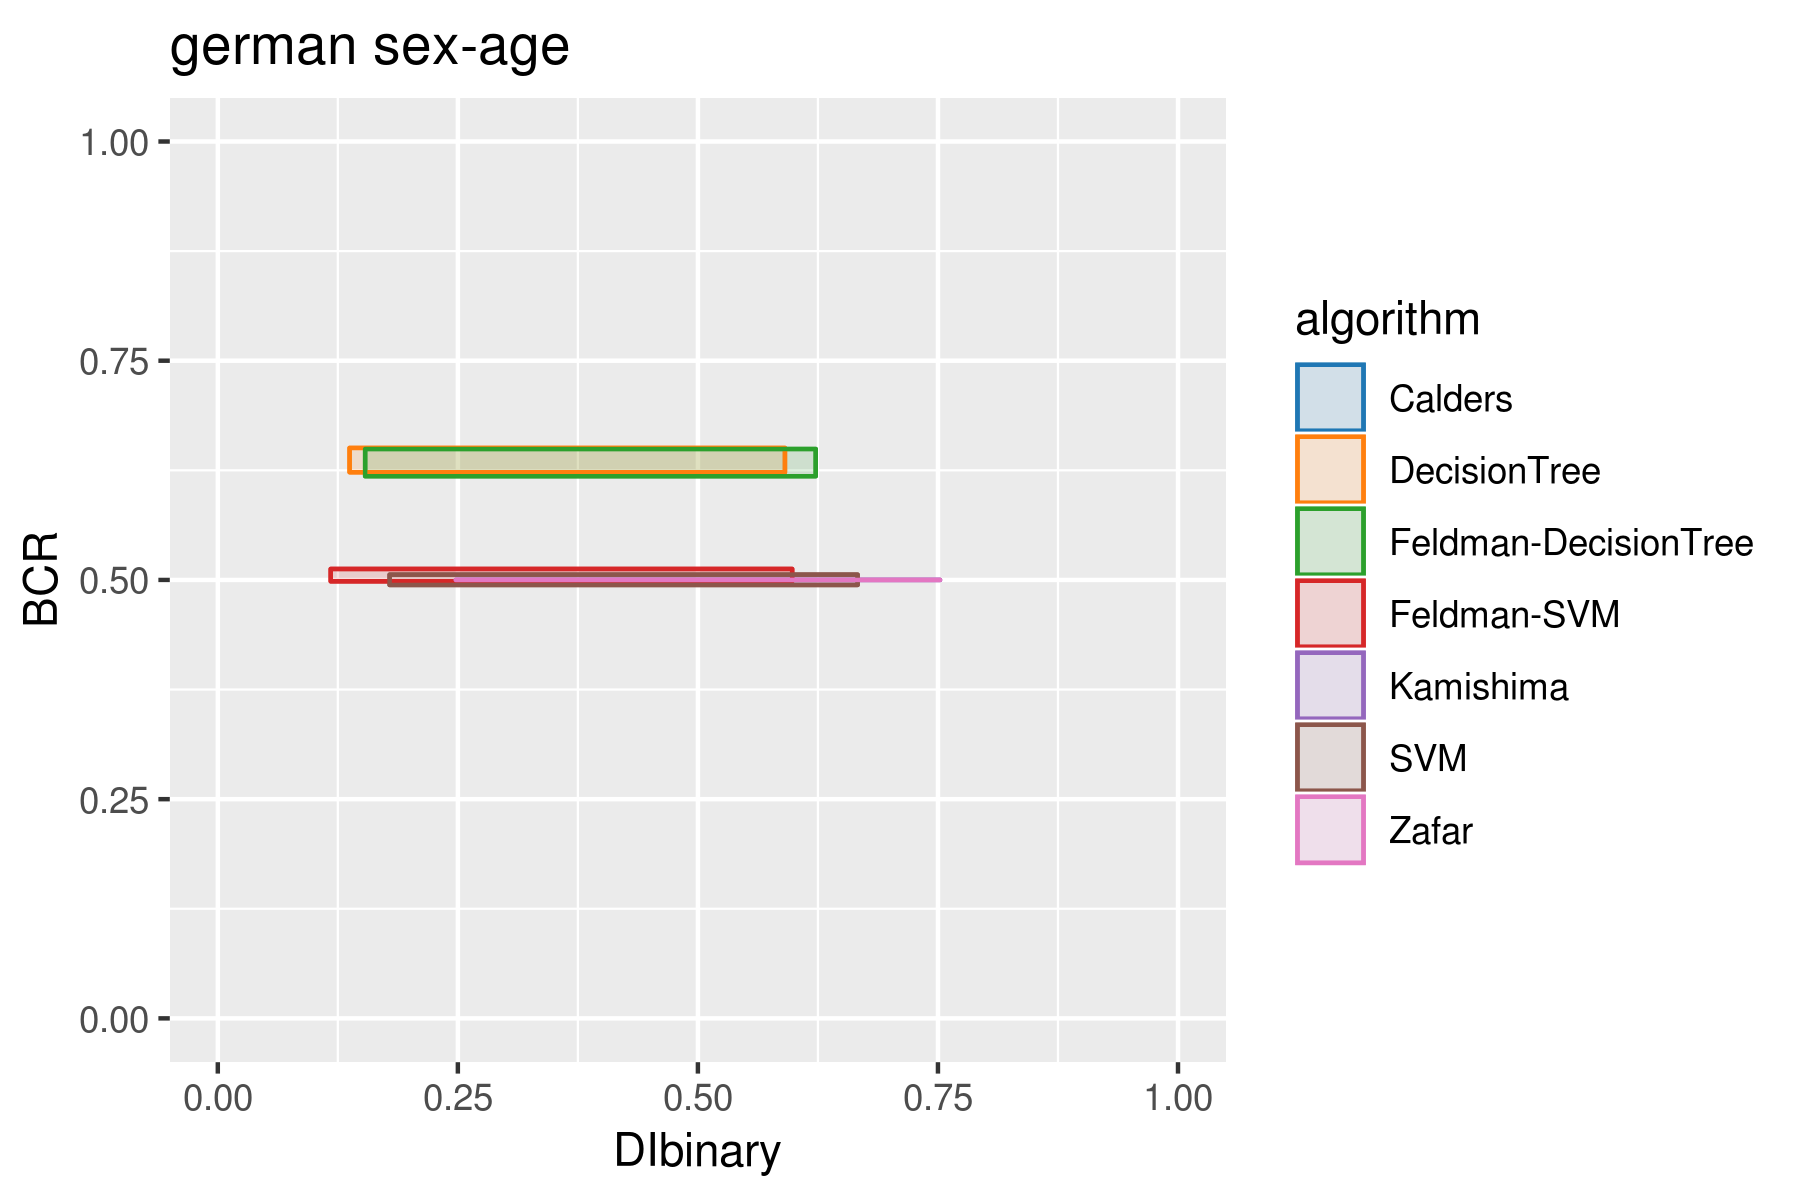 german sex-age
1.00
0.75
0.50
0.25
0.00
BCR
0.00 0.25 0.50 0.75 1.00
DIbinary
algorithm
Calders
DecisionTree
Feldman-DecisionTree
Feldman-SVM
Kamishima
SVM
Zafar